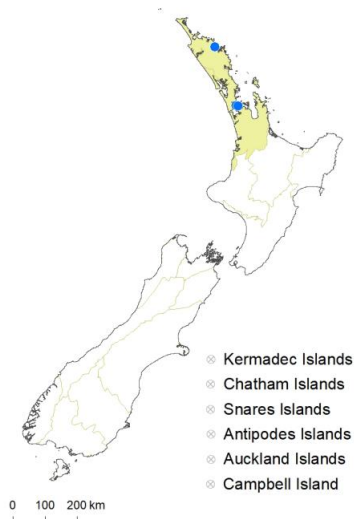 Kermadec Islands
Chatham Islands
Snares Islands
Antipodes Islands
Auckland Islands
Campbell Island
0 100 200 km